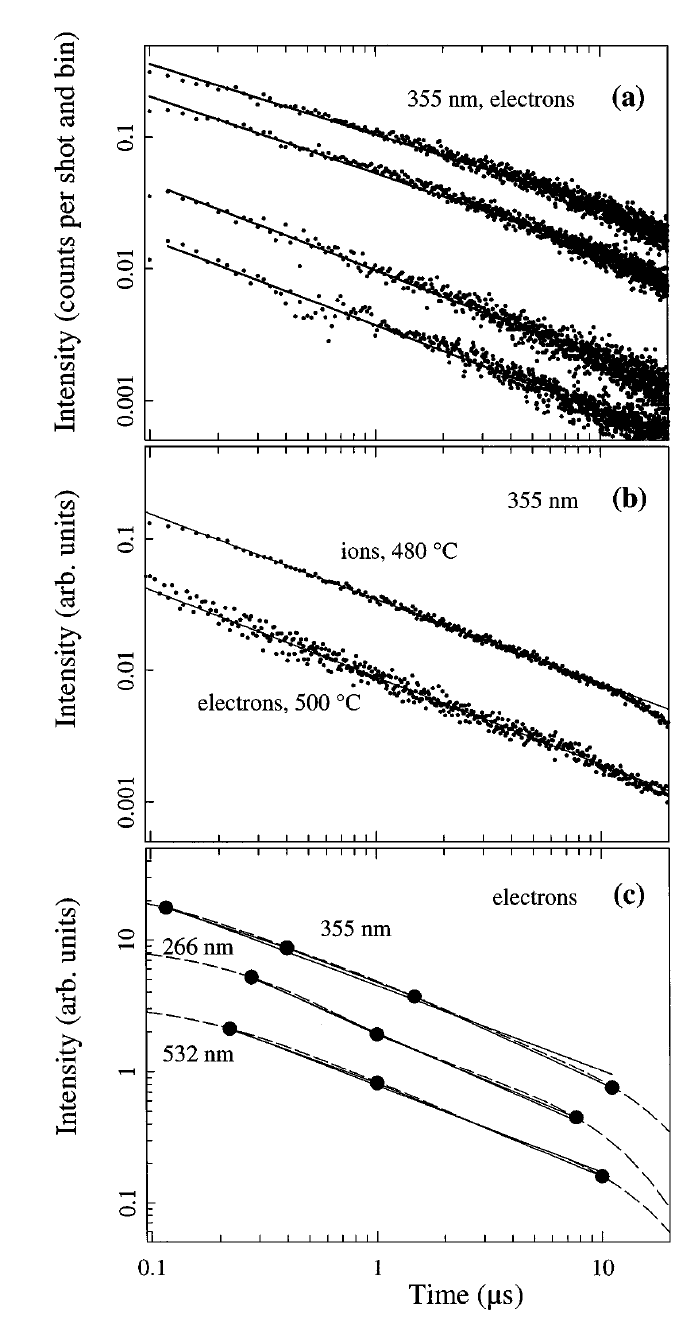 Intensity (counts per shot and bin)
0.1
0.01
0.001
355 nm, electrons (a)
Intensity (arb. units)
0.1
0.01
0.001
355 nm (b)
ions, 480 °C
electrons, 500 °C
Intensity (arb. units)
10
1
0.1
electrons (c)
355 nm
266 nm
532 nm
0.1 1 10
Time (μs)